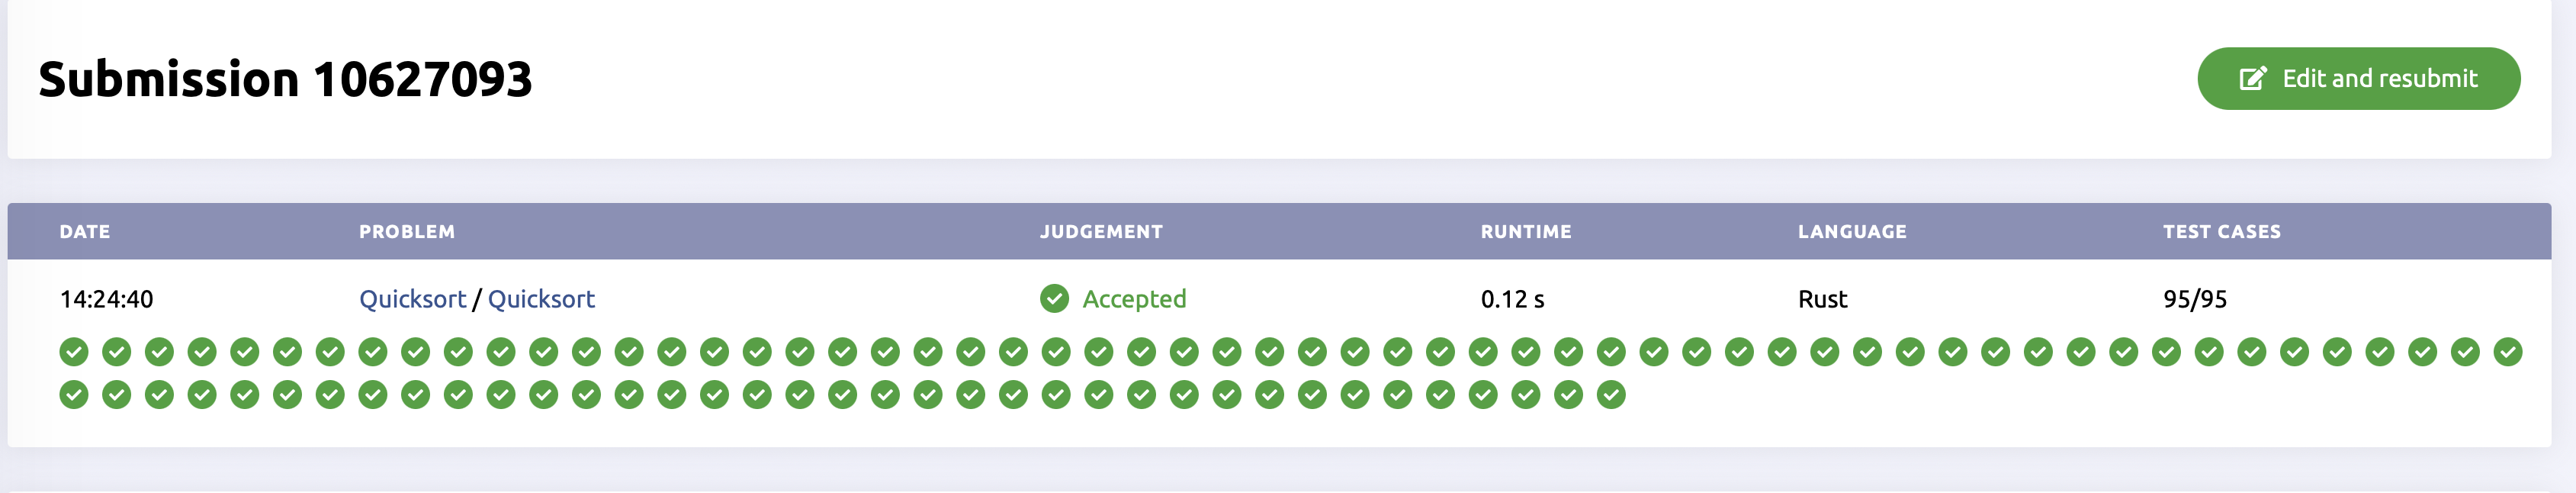 Submission 10627093
Edit and resubmit
DATE PROBLEM JUDGEMENT RUNTIME LANGUAGE TEST CASES
14:24:40 Quicksort / Quicksort Accepted 0.12 s Rust 95/95